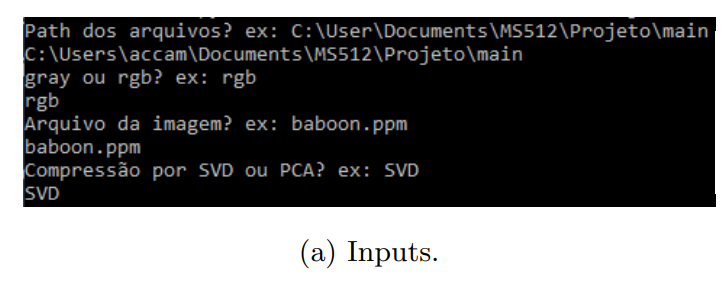 Path dos arquivos? ex: C:\User\Documents\MS512\Projeto\main
C:\Users\accam\Documents\MS512\Projeto\main
gray ou rgb? ex: rgb
rgb
Arquivo da imagem? ex: baboon.ppm
baboon.ppm
Compressão por SVD ou PCA? ex: SVD
SVD
(a) Inputs.